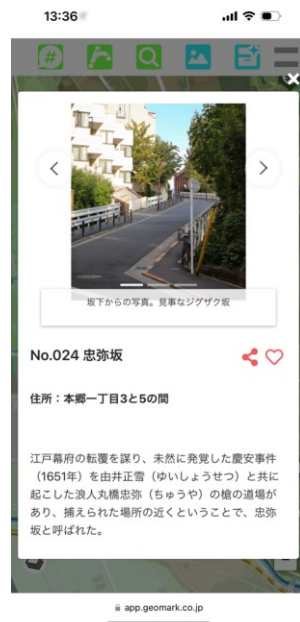 13:36
坂下からの写真。見事なジグザク坂
No.024 忠弥坂
住所：本郷一丁目3と5の間
江戸幕府の転覆を謀り、未然に発覚した慶安事件
（1651年）を由井正雪（ゆいしょうせつ）と共に
起こした浪人丸橋忠弥（ちゅうや）の槍の道場が
あり、捕えられた場所の近くということで、忠弥
坂と呼ばれた。
app.geomark.co.jp